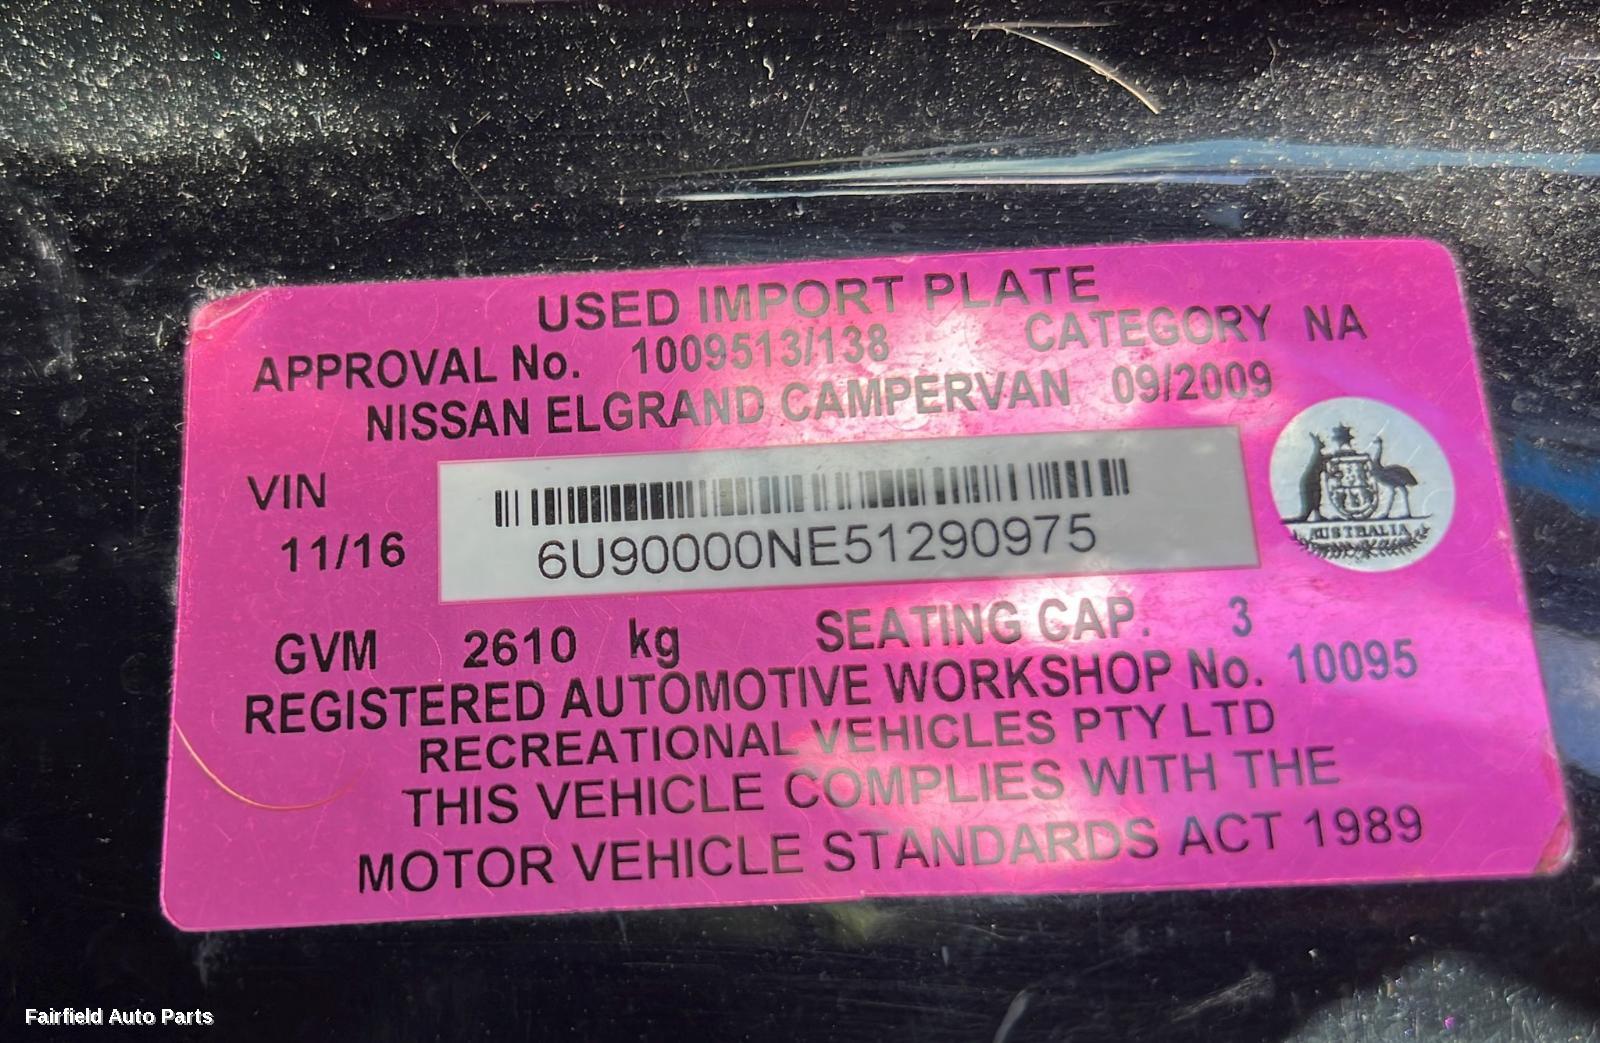 USED IMPORT PLATE
APPROVAL No. 1009513/138 CATEGORY NA
NISSAN ELGRAND CAMPERVAN 09/2009
VIN
11/16
6U90000NE51290975
AUSTRALIA
GVM 2610 kg SEATING CAP. 3
REGISTERED AUTOMOTIVE WORKSHOP No. 10095
RECREATIONAL VEHICLES PTY LTD
THIS VEHICLE COMPLIES WITH THE
MOTOR VEHICLE STANDARDS ACT 1989
Fairfield Auto Parts